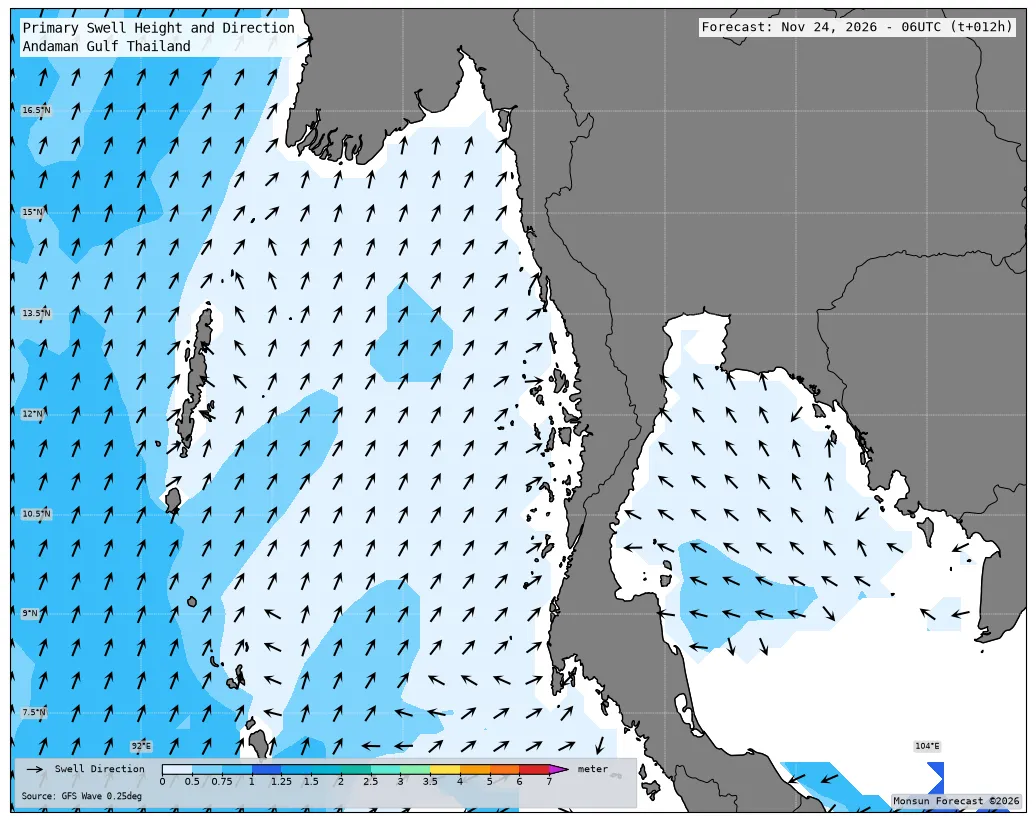 Primary Swell Height and Direction
Andaman Gulf Thailand
Forecast: Nov 24, 2026 - 06UTC (t+012h)
16.5°N
15°N
13.5°N
12°N
10.5°N
9°N
7.5°N
92°E
104°E
Swell Direction
0 0.5 0.75 1 1.25 1.5 2 2.5 3 3.5 4 5 6 7
meter
Source: GFS Wave 0.25deg
Monsun Forecast ©2026